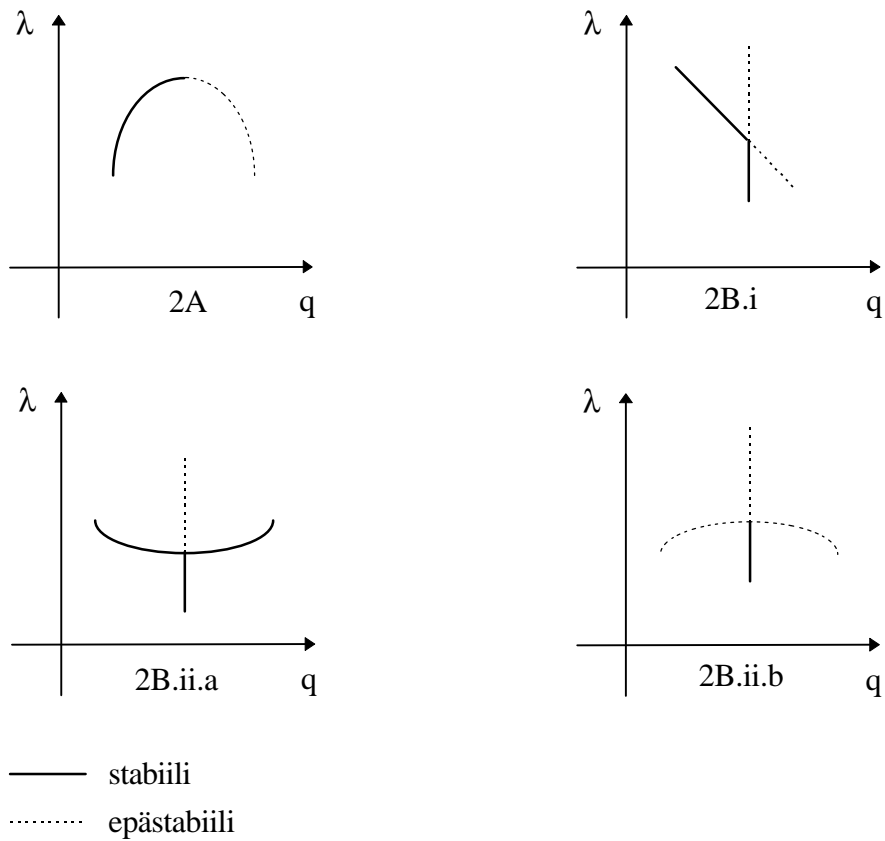 λ
2A q
λ
2B.i q
λ
2B.ii.a q
λ
2B.ii.b q
stabiili
epästabiili